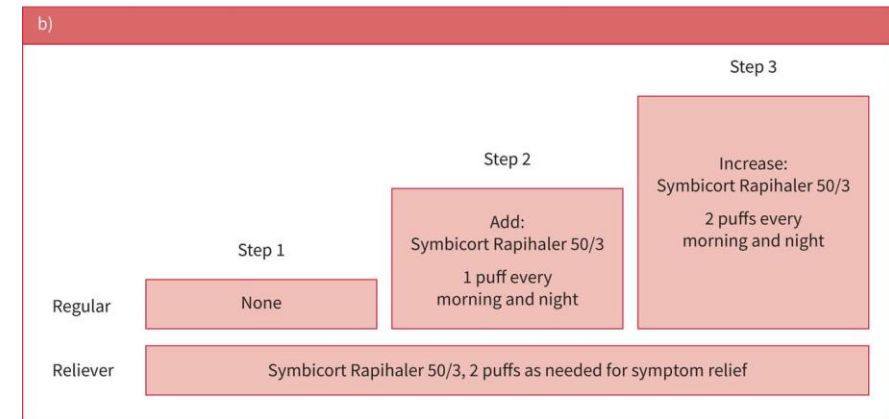 b)
Step 3
Increase:
Symbicort Rapihaler 50/3
2 puffs every
morning and night
Step 2
Add:
Symbicort Rapihaler 50/3
1 puff every
morning and night
Step 1
Regular
None
Reliever
Symbicort Rapihaler 50/3, 2 puffs as needed for symptom relief